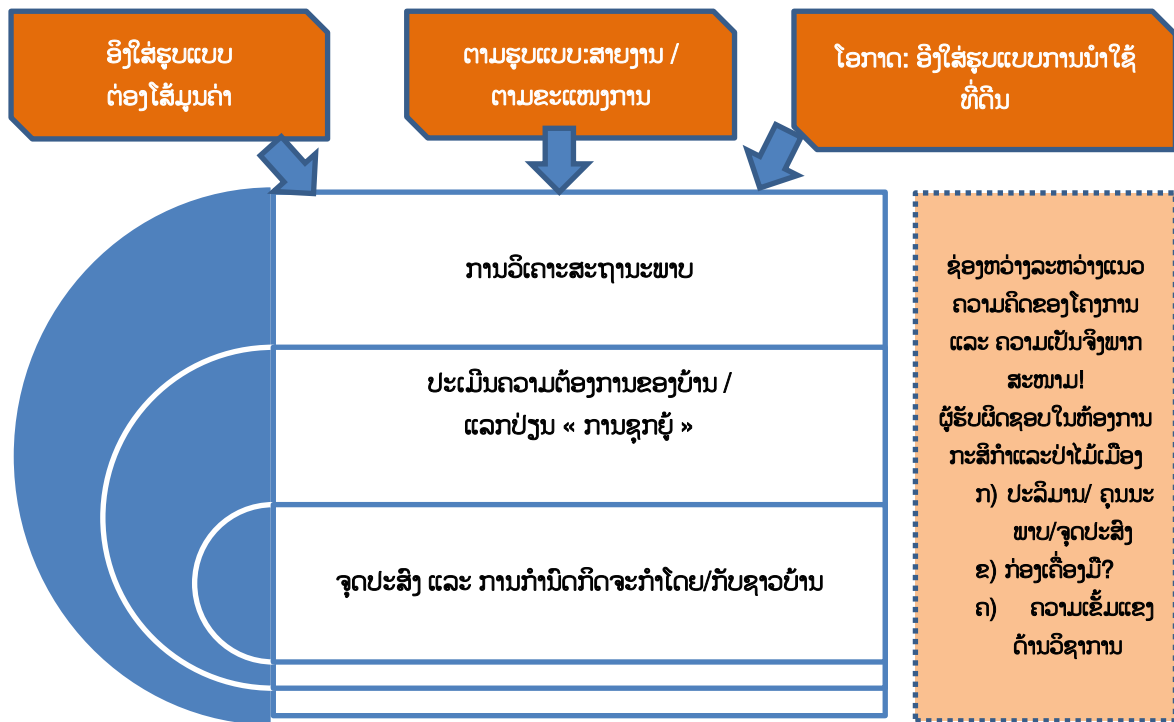 ອິງໃສ່ຮູບແບບ
ຕ່ອງໂສ້ມູນຄ່າ
ຕາມຮູບແບບ:ສາຍງານ /
ຕາມຂະແໜງການ
ໂອກາດ: ອີງໃສ່ຮູບແບບການນຳໃຊ້
ທີ່ດິນ
ການວິເຄາະສະຖານະພາບ
ປະເມີນຄວາມຕ້ອງການຂອງບ້ານ /
ແລກປ່ຽນ « ການຊຸກຍູ້ »
ຈຸດປະສົງ ແລະ ການກຳນົດກິດຈະກຳໂດຍ/ກັບຊາວບ້ານ
ຊ່ອງຫວ່າງລະຫວ່າງແນວ
ຄວາມຄິດຂອງໂຄງການ
ແລະ ຄວາມເປັນຈິງພາກ
ສະໜາມ!
ຜູ້ຮັບຜິດຊອບໃນຫ້ອງການ
ກະສິກຳແລະປ່າໄມ້ເມືອງ
ກ) ປະລິມານ/ ຄຸນນະ
ພາບ/ຈຸດປະສົງ
ຂ) ກ່ອງເຄື່ອງມື?
ຄ) ຄວາມເຂັ້ມແຂງ
ດ້ານວິຊາການ